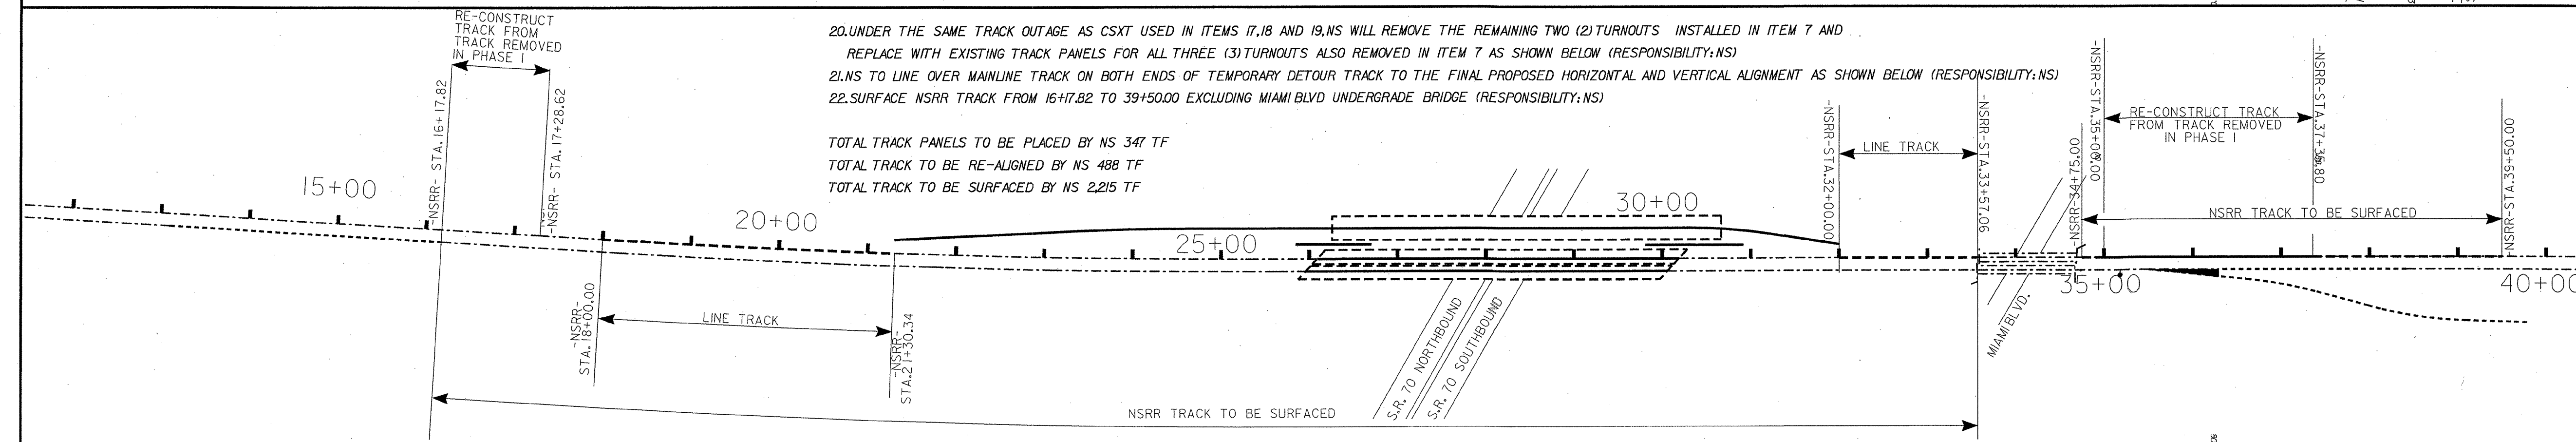 RE-CONSTRUCT
TRACK FROM
TRACK REMOVED
IN PHASE I
20.UNDER THE SAME TRACK OUTAGE AS CSXT USED IN ITEMS 17,18 AND 19,NS WILL REMOVE THE REMAINING TWO (2) TURNOUTS INSTALLED IN ITEM 7 AND
REPLACE WITH EXISTING TRACK PANELS FOR ALL THREE (3) TURNOUTS ALSO REMOVED IN ITEM 7 AS SHOWN BELOW (RESPONSIBILITY:NS)
21.NS TO LINE OVER MAINLINE TRACK ON BOTH ENDS OF TEMPORARY DETOUR TRACK TO THE FINAL PROPOSED HORIZONTAL AND VERTICAL ALIGNMENT AS SHOWN BELOW (RESPONSIBILITY:NS)
22.SURFACE NSRR TRACK FROM 16+17.82 TO 39+50.00 EXCLUDING MIAMI BLVD UNDERGRADE BRIDGE (RESPONSIBILITY:NS)
TOTAL TRACK PANELS TO BE PLACED BY NS 347 TF
TOTAL TRACK TO BE RE-ALIGNED BY NS 488 TF
TOTAL TRACK TO BE SURFACED BY NS 2,215 TF
-NSRR- STA.16+17.82
-NSRR- STA.17+28.62
-NSRR-STA.32+00.00
LINE TRACK
-NSRR-STA.33+57.06
-NSRR-34+75.00
-NSRR-STA.35+00.00
RE-CONSTRUCT TRACK
FROM TRACK REMOVED
IN PHASE I
-NSRR-STA.37+36.80
-NSRR-STA.39+50.00
NSRR TRACK TO BE SURFACED
15+00
20+00
25+00
30+00
35+00
40+00
-NSRR-
STA.18+00.00
LINE TRACK
-NSRR-
STA.21+30.34
S.R. 70 NORTHBOUND
S.R. 70 SOUTHBOUND
MIAMI BLVD.
NSRR TRACK TO BE SURFACED